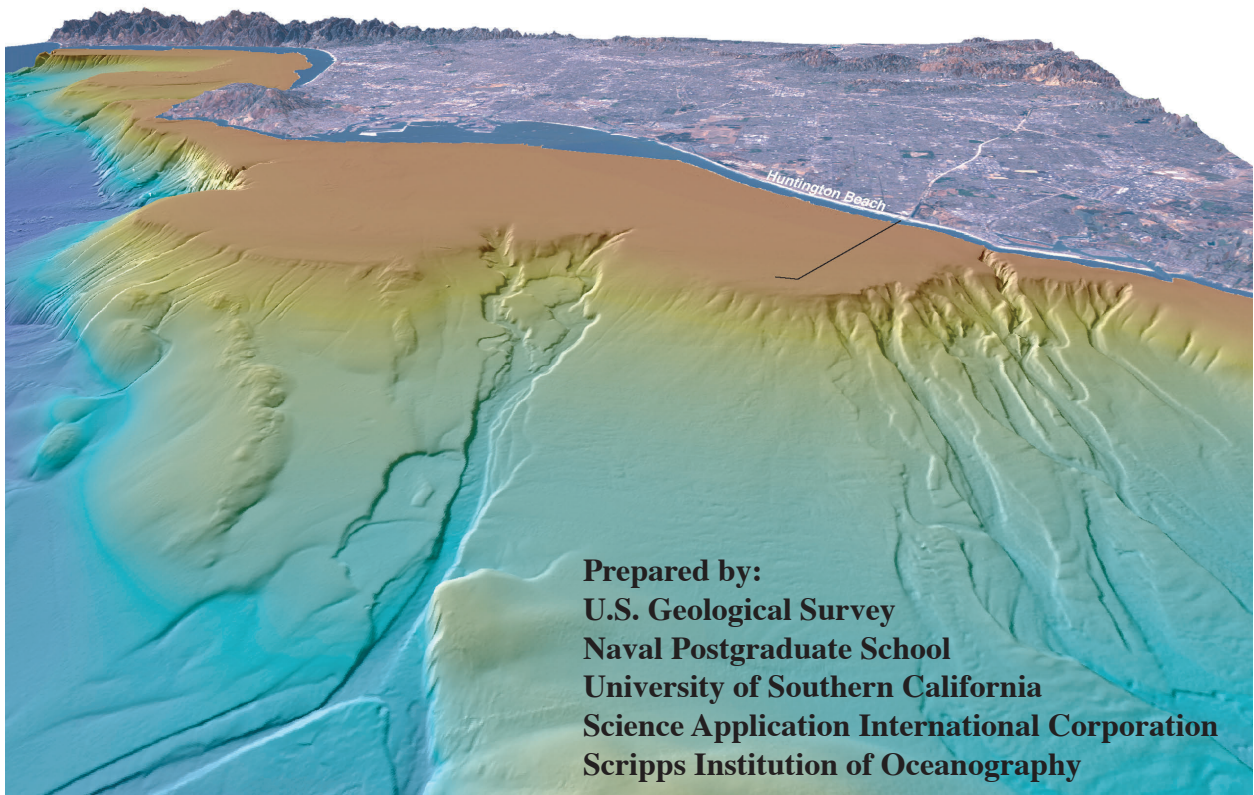 Huntington Beach
Prepared by:
U.S. Geological Survey
Naval Postgraduate School
University of Southern California
Science Application International Corporation
Scripps Institution of Oceanography